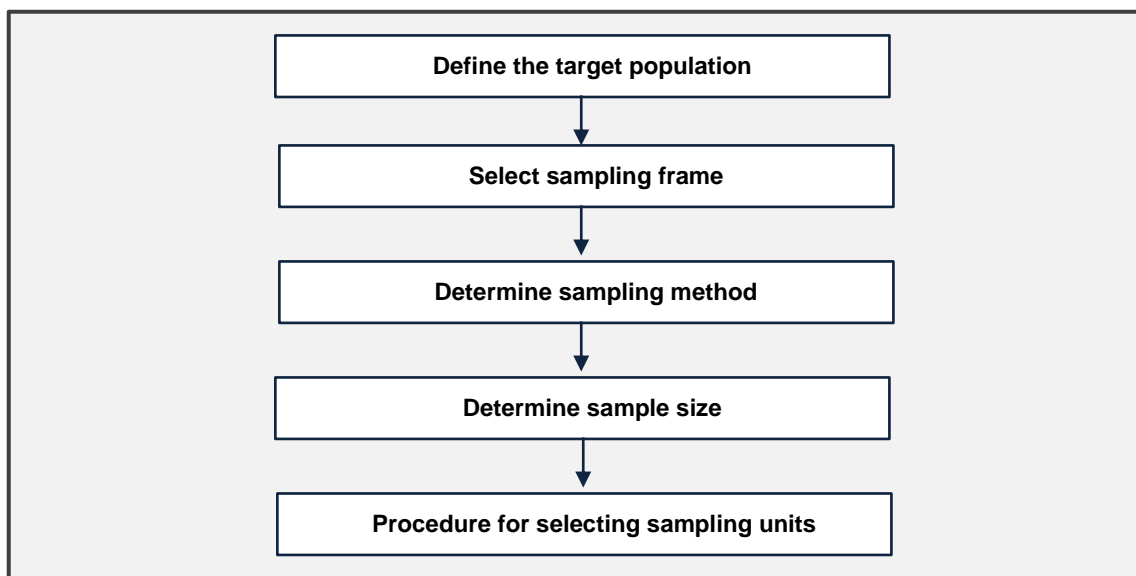 Define the target population
Select sampling frame
Determine sampling method
Determine sample size
Procedure for selecting sampling units